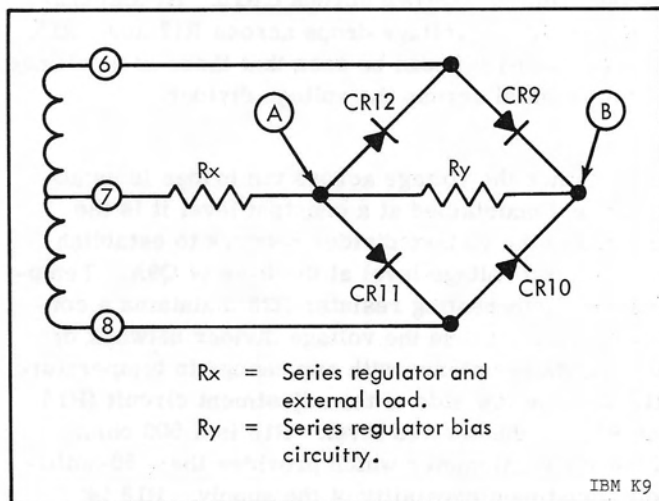 6
A
CR12
CR9
B
7
Rx
Ry
CR11
CR10
8
Rx = Series regulator and
external load.
Ry = Series regulator bias
circuitry.
IBM K9